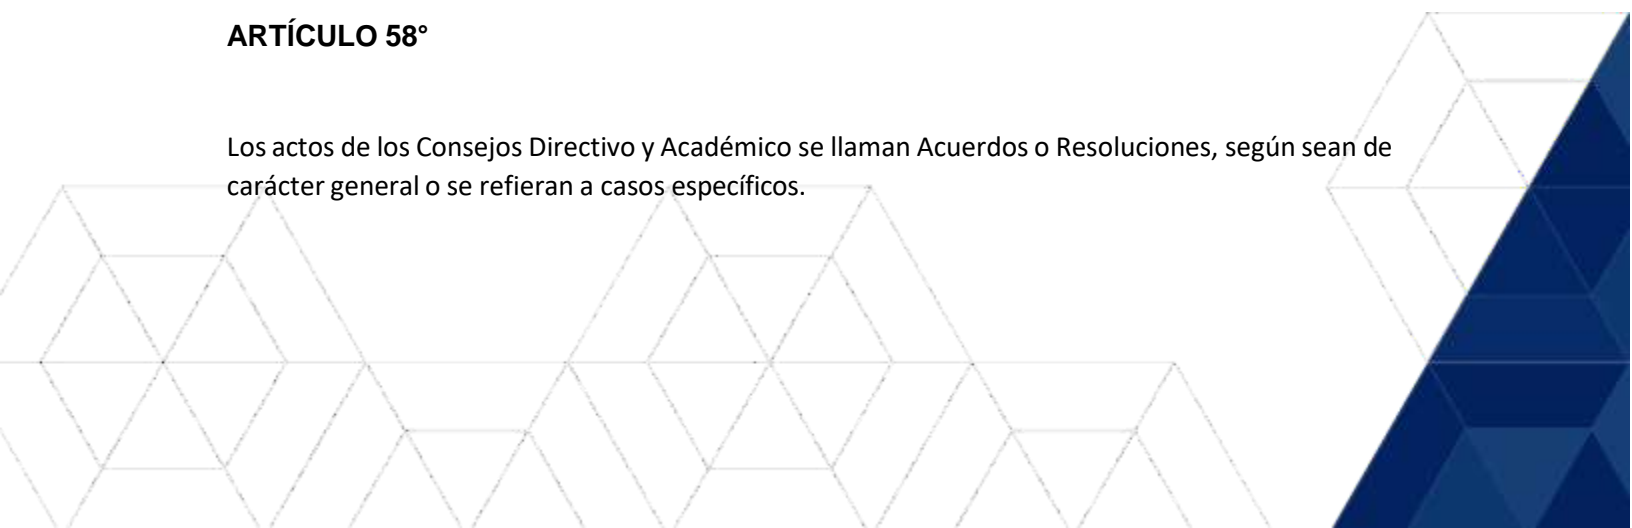 ARTÍCULO 58°
Los actos de los Consejos Directivo y Académico se llaman Acuerdos o Resoluciones, según sean de
carácter general o se refieran a casos específicos.